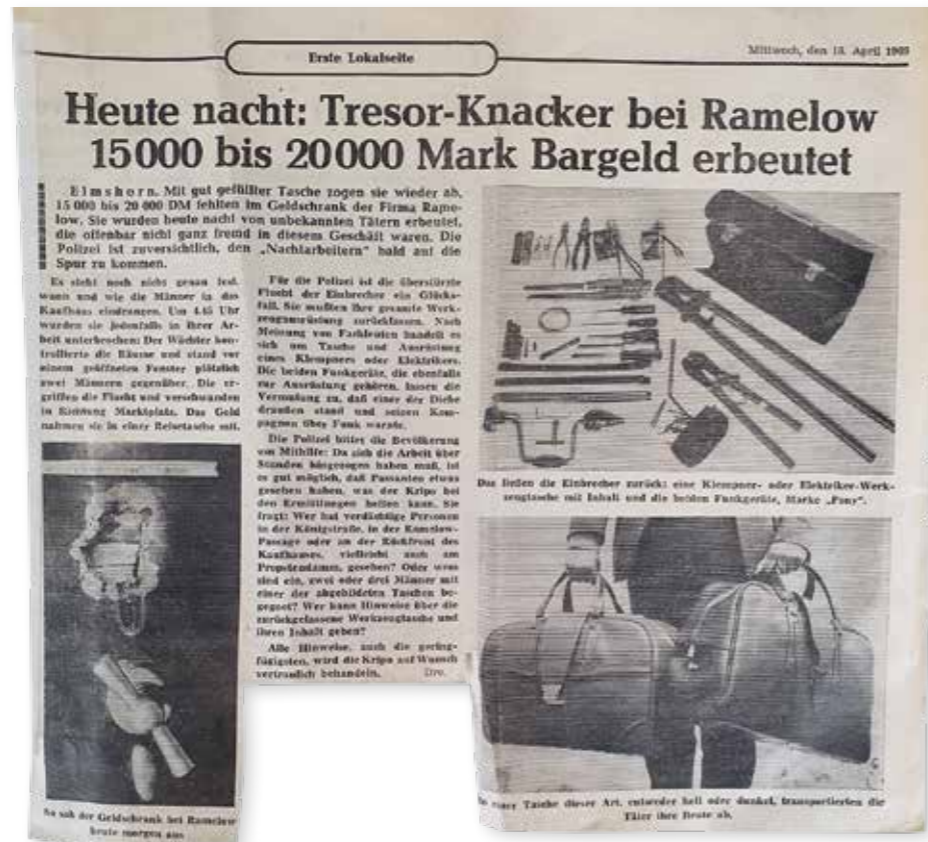 Erste Lokalseite
Mittwoch, den 18. April 1969
Heute nacht: Tresor-Knacker bei Ramelow
15000 bis 20000 Mark Bargeld erbeutet
Elmshorn. Mit gut gefüllter Tasche zogen sie wieder ab.
15 000 bis 20 000 DM fehlten im Geldschrank der Firma Rame-
low. Sie wurden heute nacht von unbekannten Tätern erbeutet,
die offenbar nicht ganz fremd in diesem Geschäft waren. Die
Polizei ist zuversichtlich, den „Nachtarbeitern" bald auf die
Spur zu kommen.
Es steht noch nicht genau fest,
wann und wie die Männer in das
Kaufhaus eindrangen. Um 4.45 Uhr
wurden sie jedenfalls in ihrer Ar-
beit unterbrochen: Der Wächter kon-
trollierte die Räume und stand vor
einem geöffneten Fenster plötzlich
zwei Männern gegenüber. Die er-
griffen die Flucht und verschwanden
in Richtung Marktplatz. Das Geld
nahmen sie in einer Reisetasche mit.
So sah der Geldschrank bei Ramelow
heute morgen aus
Für die Polizei ist die überstürzte
Flucht der Einbrecher ein Glücks-
fall. Sie mußten ihre gesamte Werk-
zeugausrüstung zurücklassen. Nach
Meinung von Fachleuten handelt es
sich um Tasche und Ausrüstung
eines Klempners oder Elektrikers.
Die beiden Funkgeräte, die ebenfalls
zur Ausrüstung gehören, lassen die
Vermutung zu, daß einer der Diebe
draußen stand und seinen Kom-
pagnon über Funk warnte.
Die Polizei bittet die Bevölkerung
um Mithilfe: Da sich die Arbeit über
Stunden hingezogen haben muß, ist
es gut möglich, daß Passanten etwas
gesehen haben, was der Kripo bei
den Ermittlungen helfen kann. Sie
fragt: Wer hat verdächtige Personen
in der Königstraße, in der Ramelow-
Passage oder an der Rückfront des
Kaufhauses, vielleicht auch am
Propstendamm, gesehen? Oder wem
sind ein, zwei oder drei Männer mit
einer der abgebildeten Taschen be-
gegnet? Wer kann Hinweise über die
zurückgelassene Werkzeugtasche und
ihren Inhalt geben?
Alle Hinweise, auch die gering-
fügigsten, wird die Kripo auf Wunsch
vertraulich behandeln.
Das ließen die Einbrecher zurück: eine Klempner- oder Elektriker-Werk-
zeugtasche mit Inhalt und die beiden Funkgeräte, Marke „Pony".
In einer Tasche dieser Art, entweder hell oder dunkel, transportierten die
Täter ihre Beute ab.